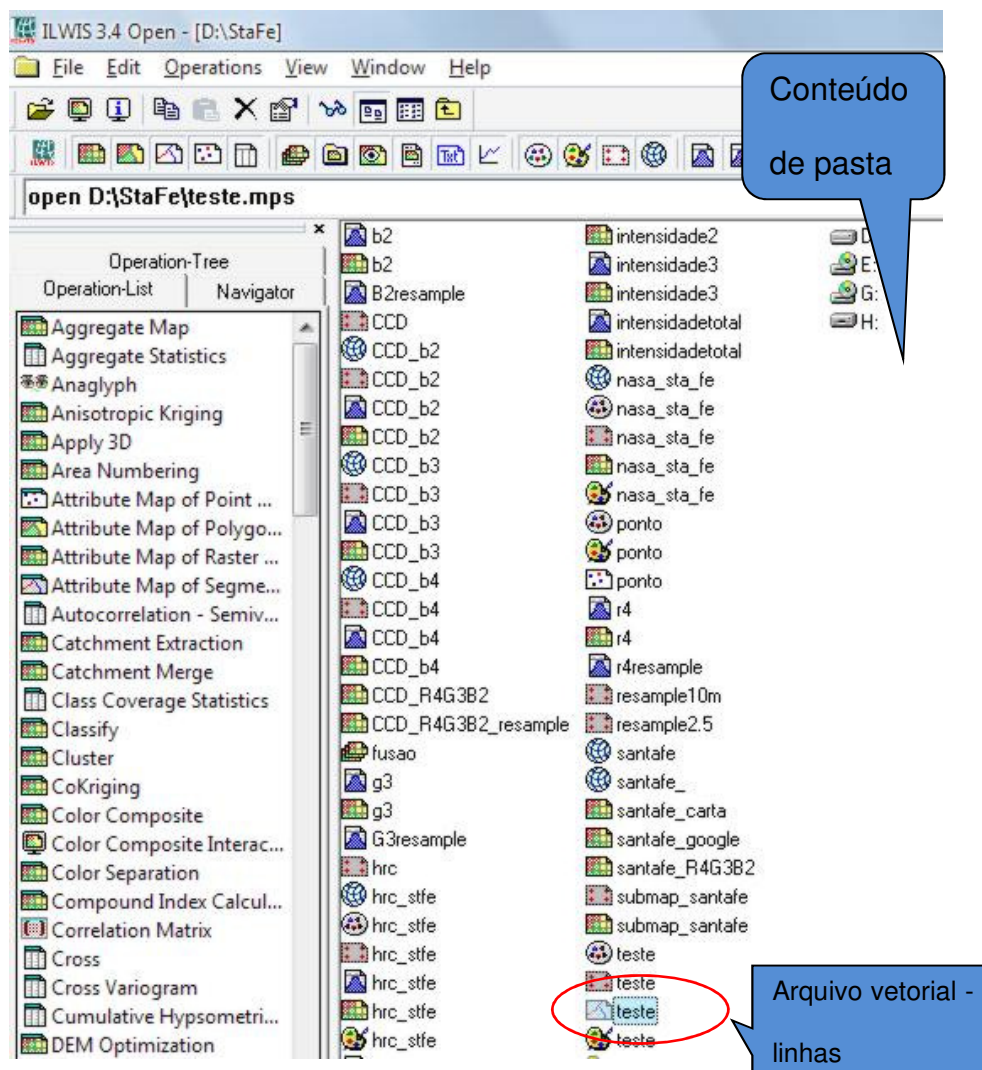 ILWIS 3.4 Open - [D:\StaFe]
File Edit Operations View Window Help
Conteúdo
de pasta
open D:\StaFe\teste.mps
Operation-Tree
Operation-List Navigator
Aggregate Map
Aggregate Statistics
Anaglyph
Anisotropic Kriging
Apply 3D
Area Numbering
Attribute Map of Point ...
Attribute Map of Polygo...
Attribute Map of Raster ...
Attribute Map of Segme...
Autocorrelation - Semiv...
Catchment Extraction
Catchment Merge
Class Coverage Statistics
Classify
Cluster
CoKriging
Color Composite
Color Composite Interac...
Color Separation
Compound Index Calcul...
Correlation Matrix
Cross
Cross Variogram
Cumulative Hypsometri...
DEM Optimization
b2
b2
B2resample
CCD
CCD_b2
CCD_b2
CCD_b2
CCD_b2
CCD_b3
CCD_b3
CCD_b3
CCD_b3
CCD_b4
CCD_b4
CCD_b4
CCD_b4
CCD_R4G3B2
CCD_R4G3B2_resample
fusao
g3
g3
G3resample
hrc
hrc_stfe
hrc_stfe
hrc_stfe
hrc_stfe
hrc_stfe
hrc_stfe
intensidade2
intensidade3
intensidade3
intensidadetotal
intensidadetotal
nasa_sta_fe
nasa_sta_fe
nasa_sta_fe
nasa_sta_fe
nasa_sta_fe
ponto
ponto
ponto
r4
r4
r4resample
resample10m
resample2.5
santafe
santafe_
santafe_carta
santafe_google
santafe_R4G3B2
submap_santafe
submap_santafe
teste
teste
teste
teste
D
E:
G:
H:
Arquivo vetorial -
linhas